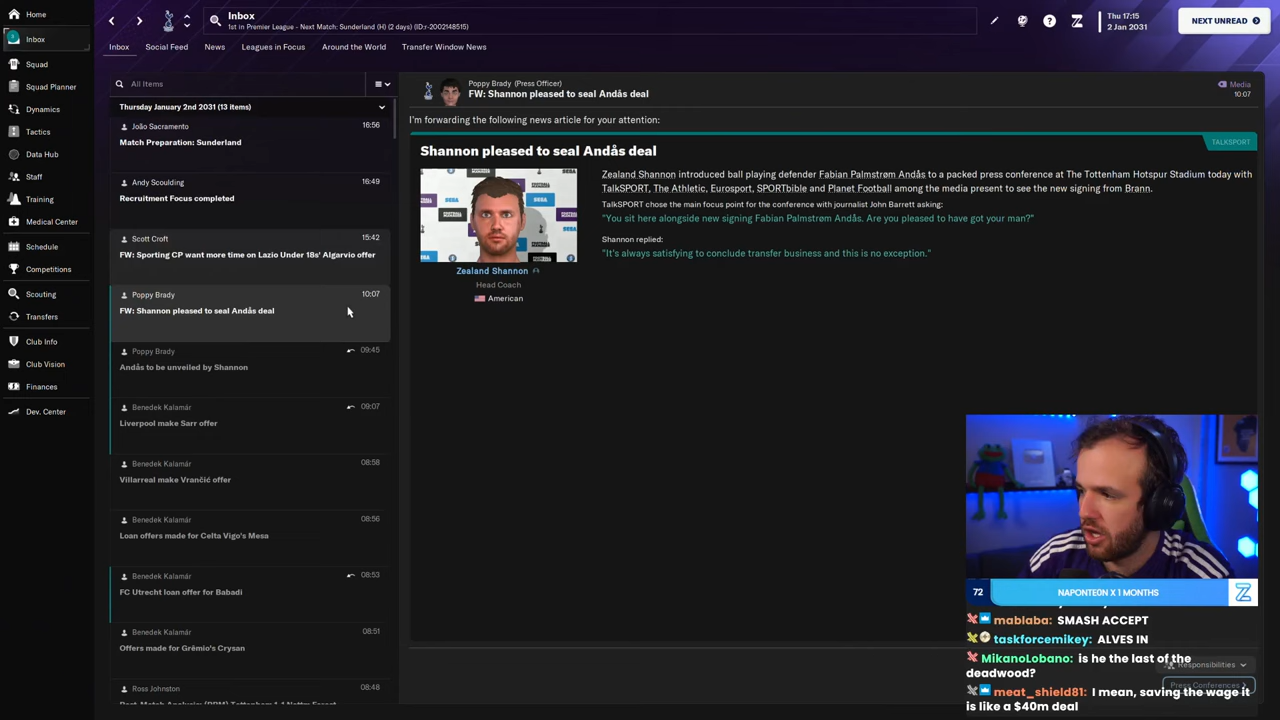 Home
Inbox
Squad
Squad Planner
Dynamics
Tactics
Data Hub
Staff
Training
Medical Center
Schedule
Competitions
Scouting
Transfers
Club Info
Club Vision
Finances
Dev. Center
Inbox
1st in Premier League - Next Match: Sunderland (H) (2 days) (ID:r-2002148515)
Thu 17:15
2 Jan 2031
NEXT UNREAD
Inbox Social Feed News Leagues in Focus Around the World Transfer Window News
All Items
Thursday January 2nd 2031 (13 items)
João Sacramento 16:56
Match Preparation: Sunderland
Andy Scoulding 16:49
Recruitment Focus completed
Scott Croft 15:42
FW: Sporting CP want more time on Lazio Under 18s' Algarvio offer
Poppy Brady 10:07
FW: Shannon pleased to seal Andås deal
Poppy Brady 09:45
Andås to be unveiled by Shannon
Benedek Kalamár 09:07
Liverpool make Sarr offer
Benedek Kalamár 08:58
Villarreal make Vrančić offer
Benedek Kalamár 08:56
Loan offers made for Celta Vigo's Mesa
Benedek Kalamár 08:53
FC Utrecht loan offer for Babadi
Benedek Kalamár 08:51
Offers made for Grêmio's Crysan
Ross Johnston 08:48
Poppy Brady (Press Officer)
FW: Shannon pleased to seal Andås deal
Media
10:07
I'm forwarding the following news article for your attention:
TALKSPORT
Shannon pleased to seal Andås deal
Zealand Shannon
Head Coach
American
Zealand Shannon introduced ball playing defender Fabian Palmstrøm Andås to a packed press conference at The Tottenham Hotspur Stadium today with
TalkSPORT, The Athletic, Eurosport, SPORTbible and Planet Football among the media present to see the new signing from Brann.
TalkSPORT chose the main focus point for the conference with journalist John Barrett asking:
"You sit here alongside new signing Fabian Palmstrøm Andås. Are you pleased to have got your man?"
Shannon replied:
"It's always satisfying to conclude transfer business and this is no exception."
72 NAPONTE0N X 1 MONTHS
mablaba: SMASH ACCEPT
taskforcemikey: ALVES IN
MikanoLobano: is he the last of the
deadwood?
meat_shield81: I mean, saving the wage it
is like a $40m deal
Responsibilities
Press Conferences